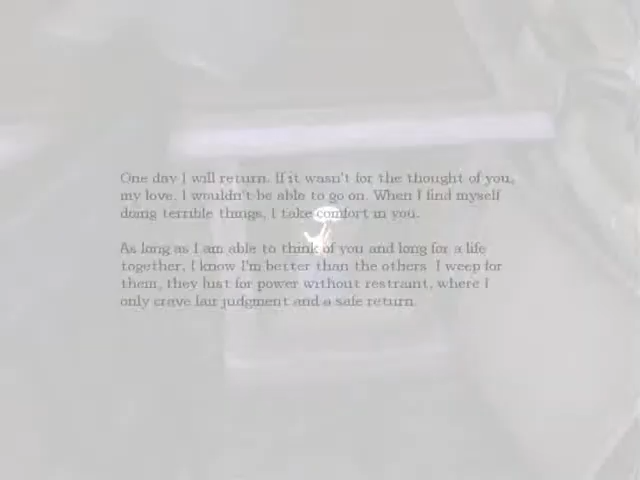 One day I will return. If it wasn't for the thought of you,
my love, I wouldn't be able to go on. When I find myself
doing terrible things, I take comfort in you.
As long as I am able to think of you and long for a life
together, I know I'm better than the others. I weep for
them, they lust for power without restraint, where I
only crave fair judgment and a safe return.